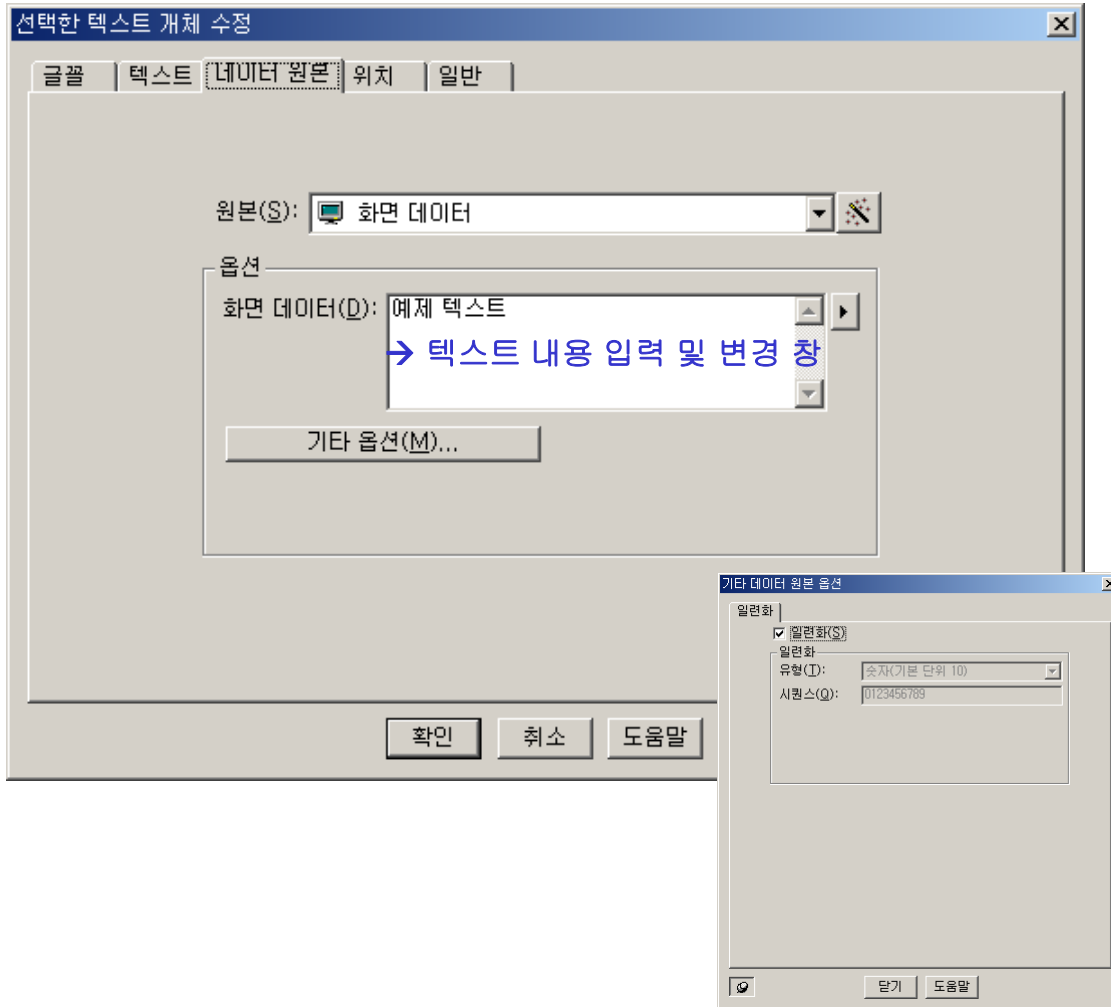 선택한 텍스트 개체 수정
글꼴 텍스트 데이터 원본 위치 일반
원본(S): 화면 데이터
옵션
화면 데이터(D): 예제 텍스트
→ 텍스트 내용 입력 및 변경 창
기타 옵션(M)...
확인 취소 도움말
기타 데이터 원본 옵션
일련화
일련화(S)
일련화
유형(T): 숫자(기본 단위 10)
시퀀스(Q): 0123456789
닫기 도움말